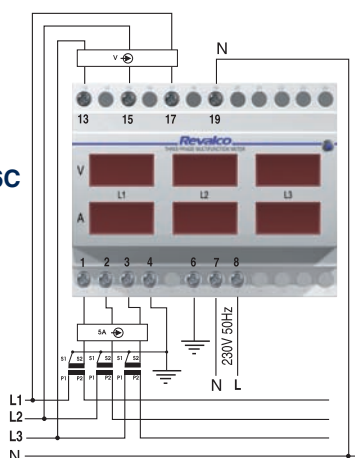 N
V
13 15 17 19
Revalco
THREE PHASE MULTIFUNCTION METER
6C
V
L1 L2 L3
A
1 2 3 4 6 7 8
5A
230V 50Hz
S1 S2 S1 S2 S1 S2
P1 P2 P1 P2 P1 P2
N L
L1
L2
L3
N